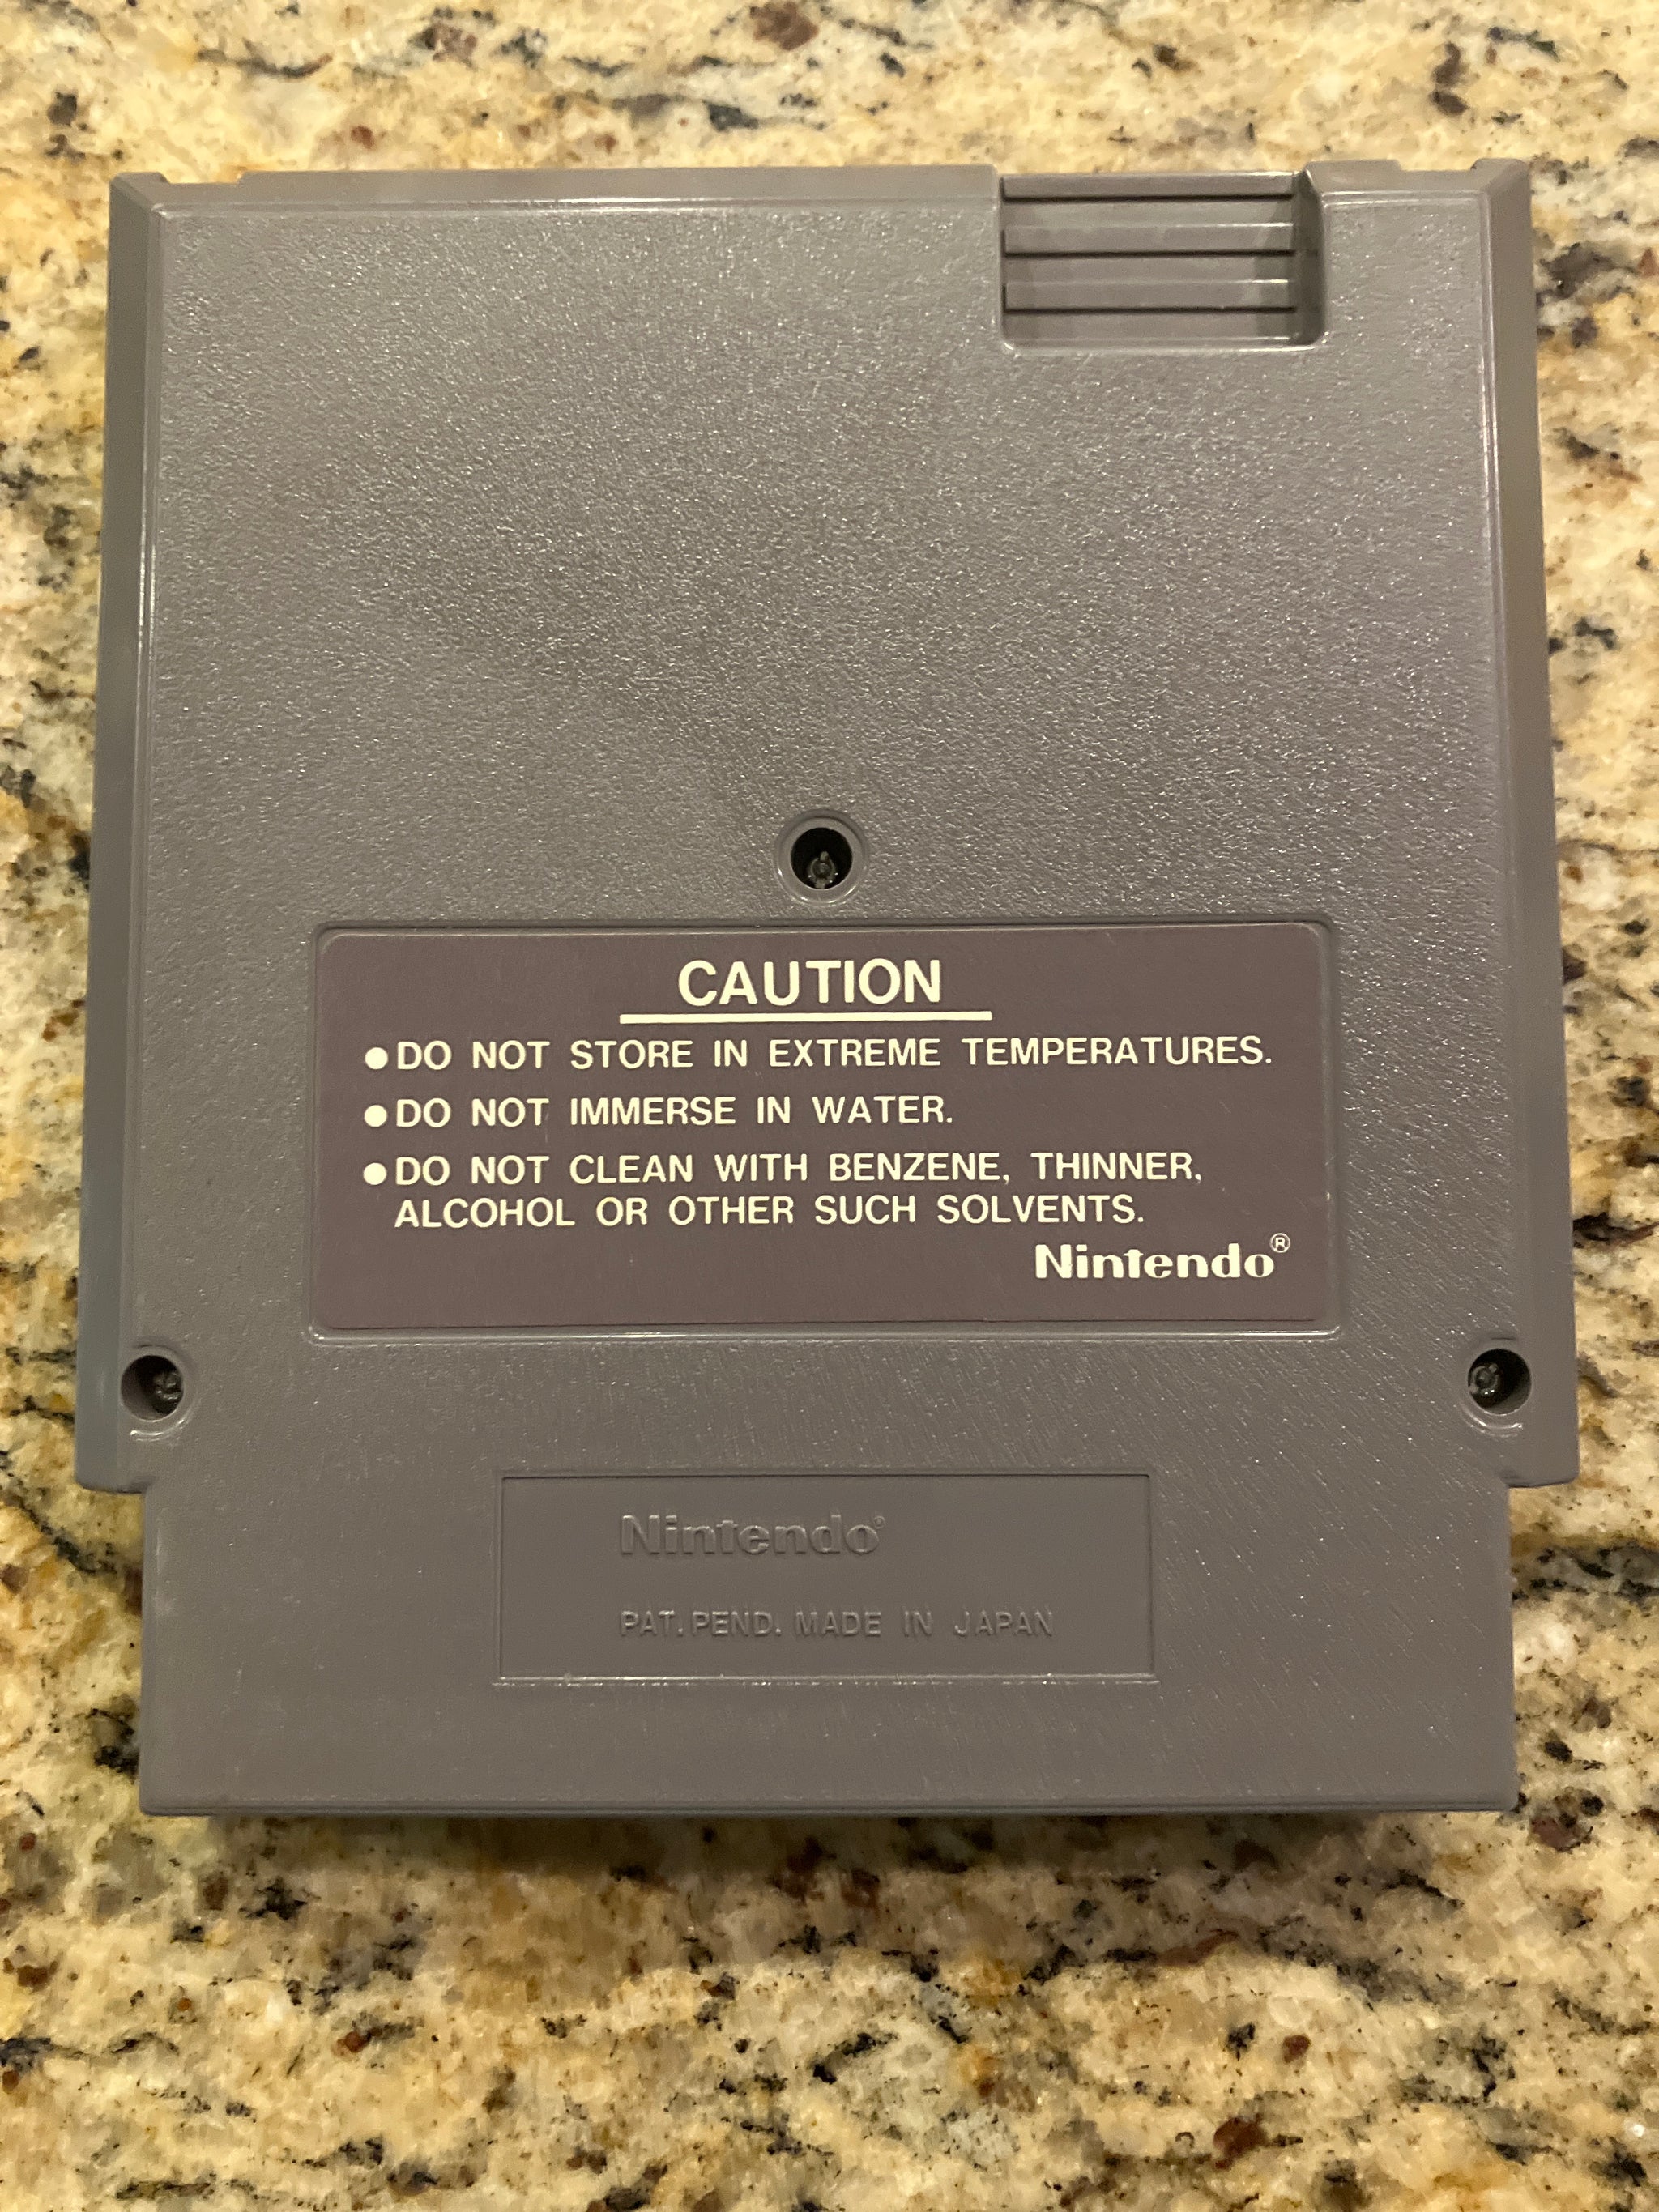 CAUTION
●DO NOT STORE IN EXTREME TEMPERATURES.
●DO NOT IMMERSE IN WATER.
●DO NOT CLEAN WITH BENZENE, THINNER,
ALCOHOL OR OTHER SUCH SOLVENTS.
Nintendo®
Nintendo®
PAT. PEND. MADE IN JAPAN